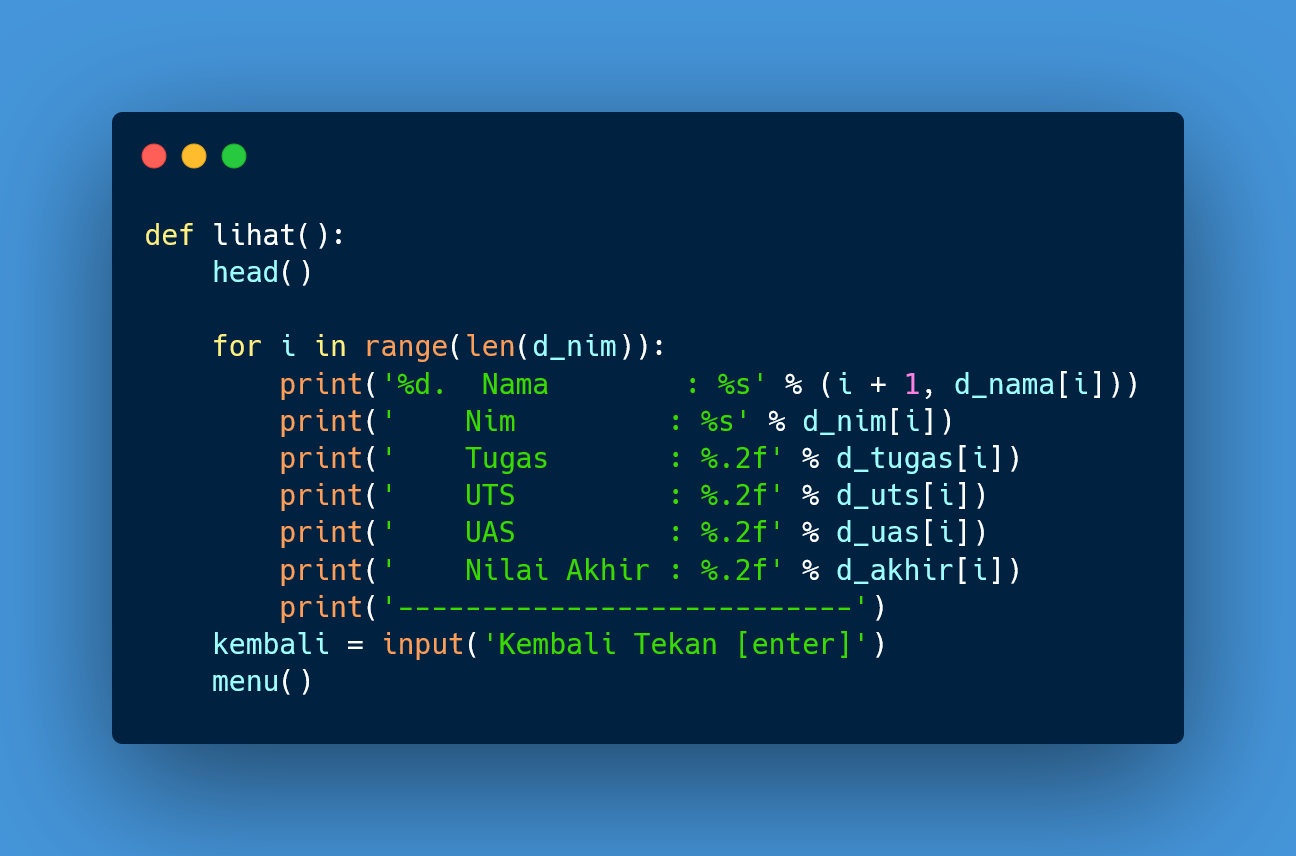 def lihat():
    head()

    for i in range(len(d_nim)):
        print('%d.  Nama        : %s' % (i + 1, d_nama[i]))
        print('    Nim         : %s' % d_nim[i])
        print('    Tugas       : %.2f' % d_tugas[i])
        print('    UTS         : %.2f' % d_uts[i])
        print('    UAS         : %.2f' % d_uas[i])
        print('    Nilai Akhir : %.2f' % d_akhir[i])
        print('---------------------------')
    kembali = input('Kembali Tekan [enter]')
    menu()